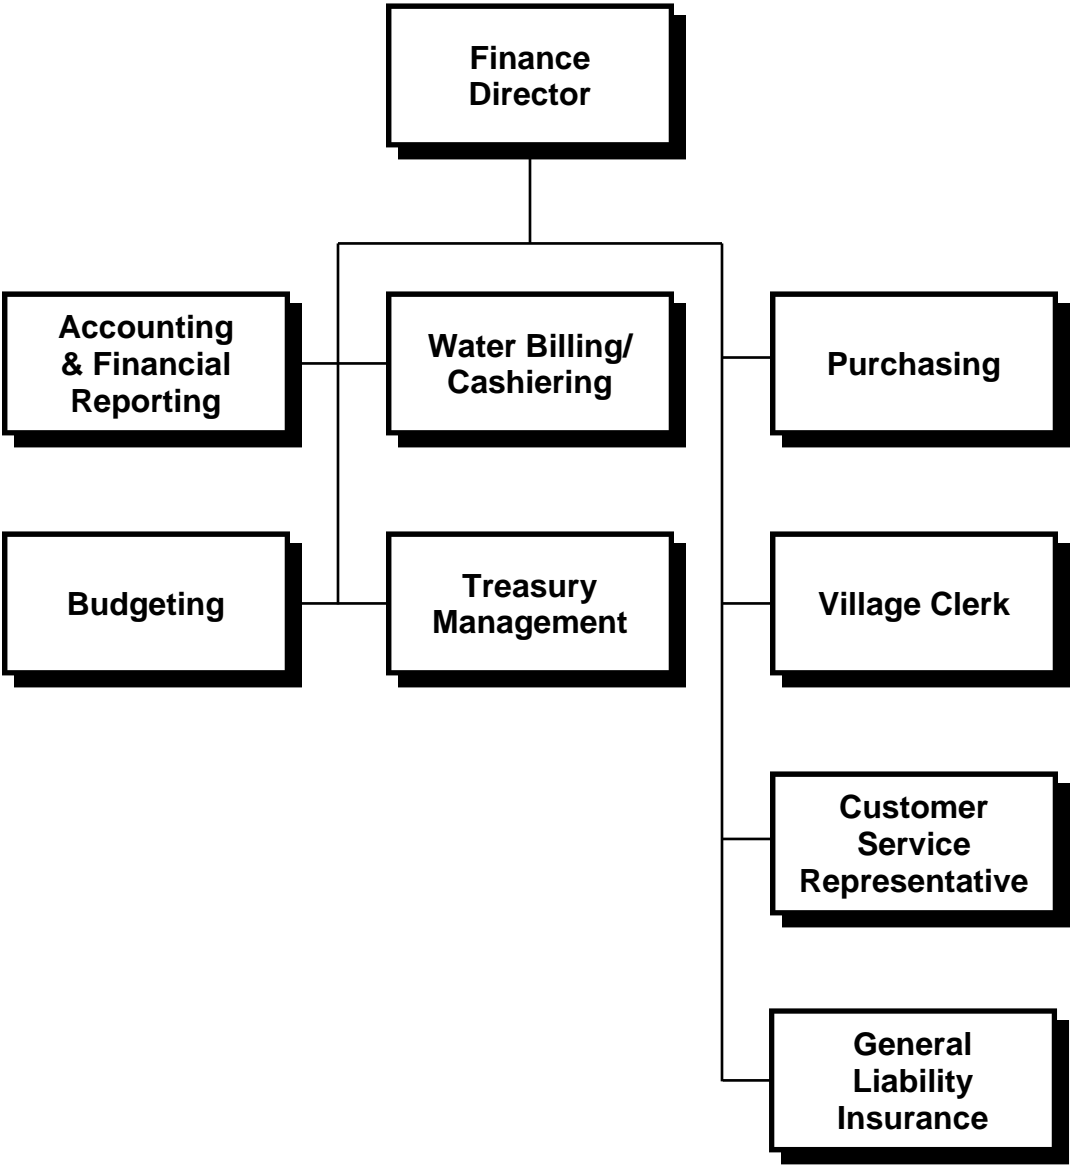 Finance
Director
Accounting
& Financial
Reporting
Water Billing/
Cashiering
Purchasing
Budgeting
Treasury
Management
Village Clerk
Customer
Service
Representative
General
Liability
Insurance